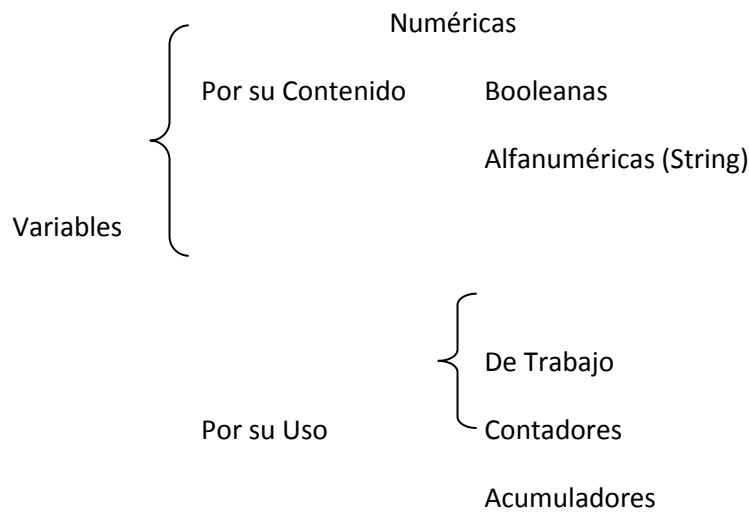 Numéricas
Por su Contenido Booleanas
Alfanuméricas (String)
Variables
De Trabajo
Por su Uso Contadores
Acumuladores